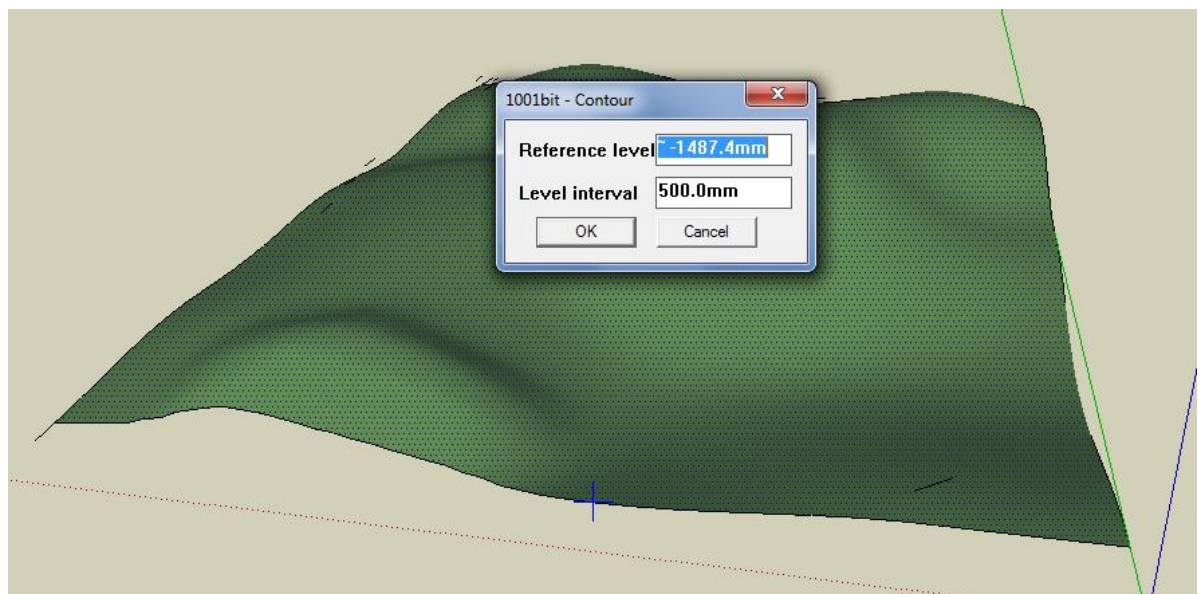 1001bit - Contour
Reference level ~ -1487.4mm
Level interval 500.0mm
OK Cancel